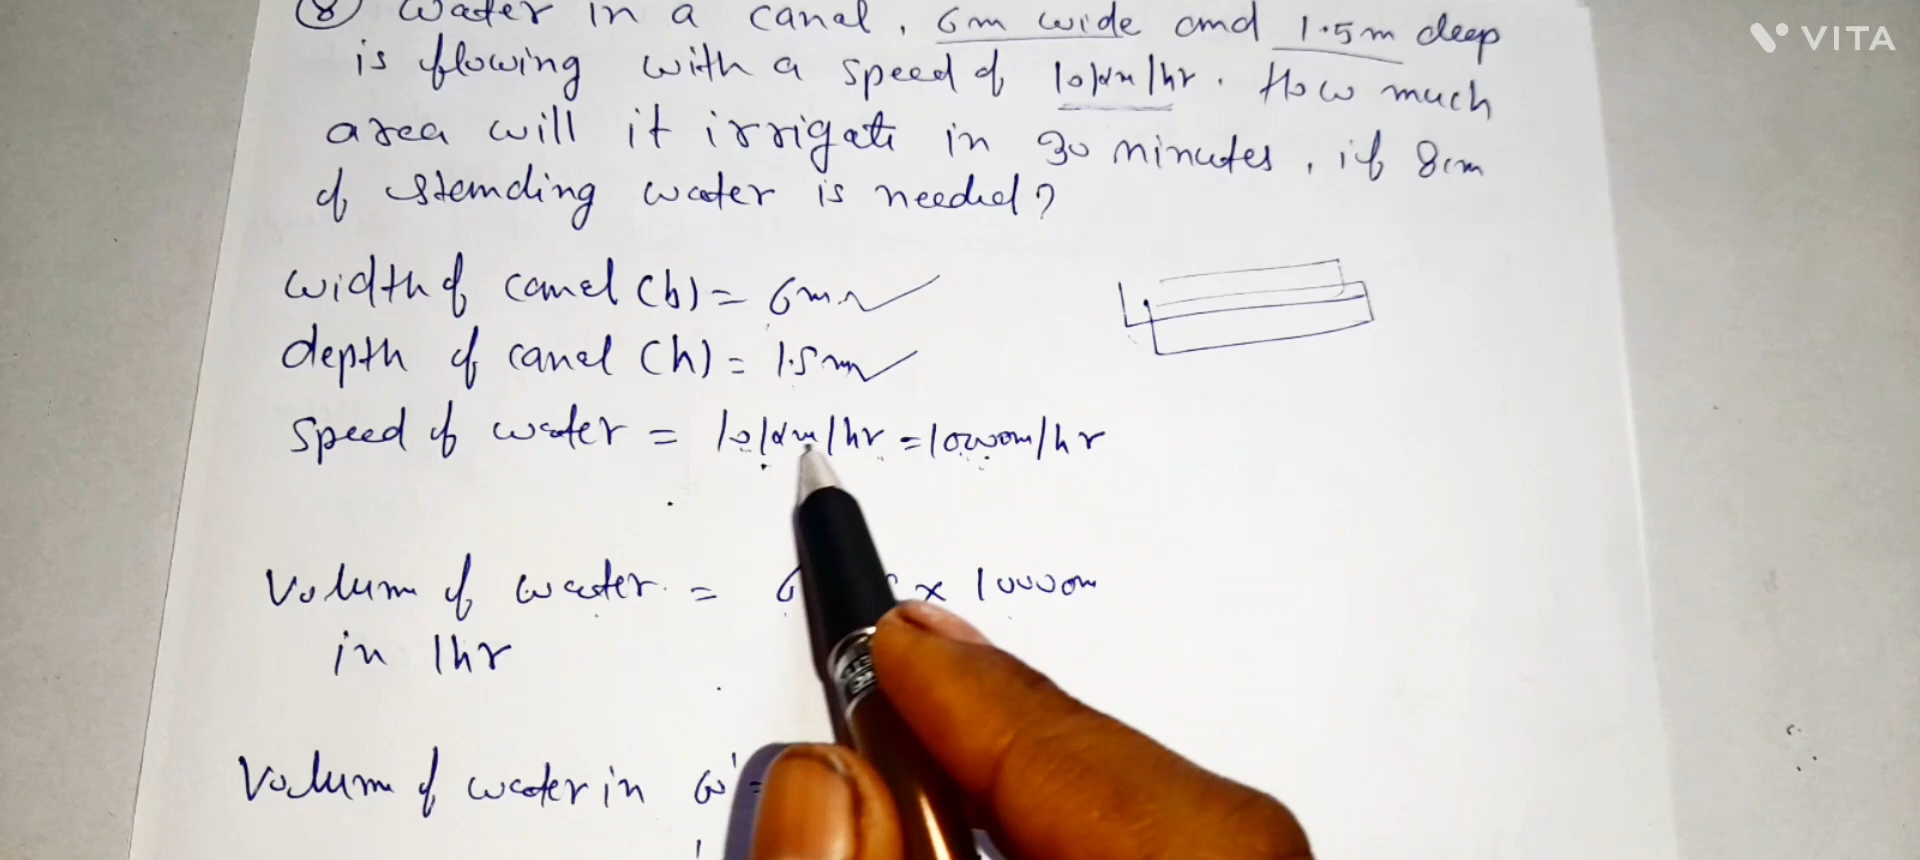 ⑧ Water in a canal, 6m wide and 1.5m deep
is flowing with a speed of 10km/hr. How much
area will it irrigate in 30 minutes, if 8cm
of standing water is needed?
width of canal (b) = 6m
depth of canal (h) = 1.5m
Speed of water = 10km/hr = 10000m/hr
Volume of water = 6 × 10000m
in 1hr
Volume of water in 60' =
VITA